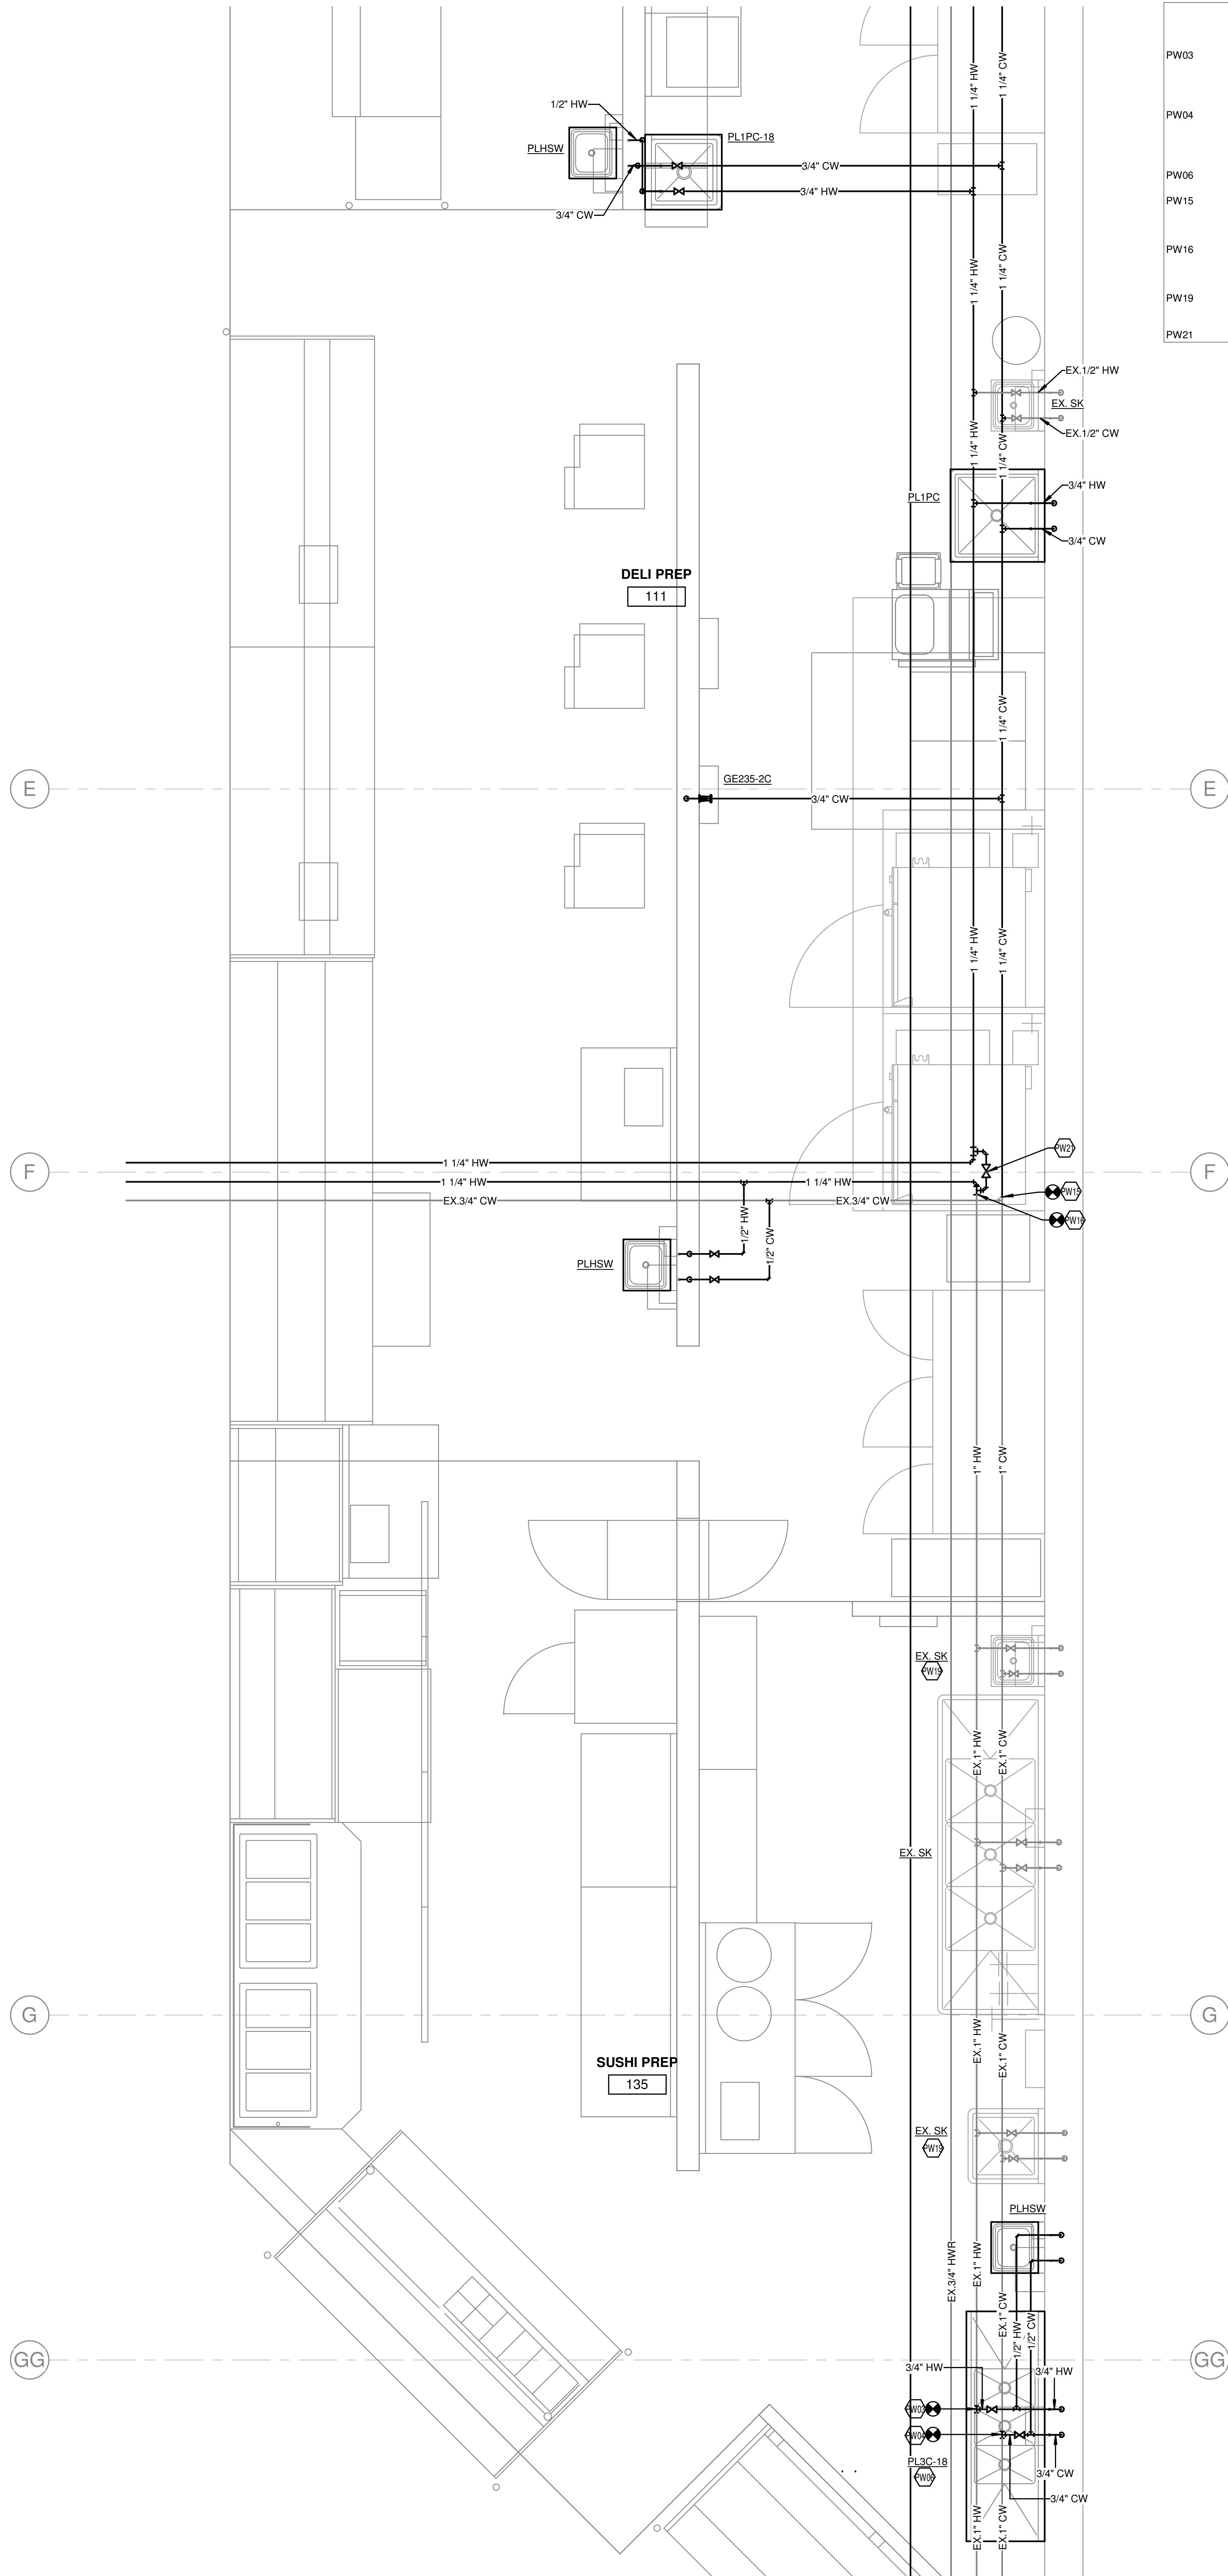 1 1/4" HW
1 1/4" CW
PW03
1/2" HW
PL1PC-18
PLHSW
PW04
3/4" CW
3/4" HW
3/4" CW
PW06
PW15
1 1/4" HW
1 1/4" CW
PW16
PW19
PW21
EX.1/2" HW
EX. SK
EX.1/2" CW
1 1/4" HW
1 1/4" CW
PL1PC
3/4" HW
3/4" CW
DELI PREP
111
1 1/4" CW
GE235-2C
E
3/4" CW
E
1 1/4" HW
1 1/4" CW
PW21
F
1 1/4" HW
F
1 1/4" HW
1 1/4" HW
PW15
EX.3/4" CW
EX.3/4" CW
PW16
1/2" HW
1/2" CW
PLHSW
1" HW
1" CW
EX. SK
PW19
EX.1" HW
EX.1" CW
EX. SK
G
G
EX.1" HW
EX.1" CW
SUSHI PREP
135
EX. SK
PW19
PLHSW
EX.3/4" HWR
EX.1" HW
EX.1" CW
1/2" HW
1/2" CW
GG
GG
3/4" HW
3/4" HW
PW03
PW04
PL3C-18
PW06
3/4" CW
3/4" CW
EX.1" HW
EX.1" CW